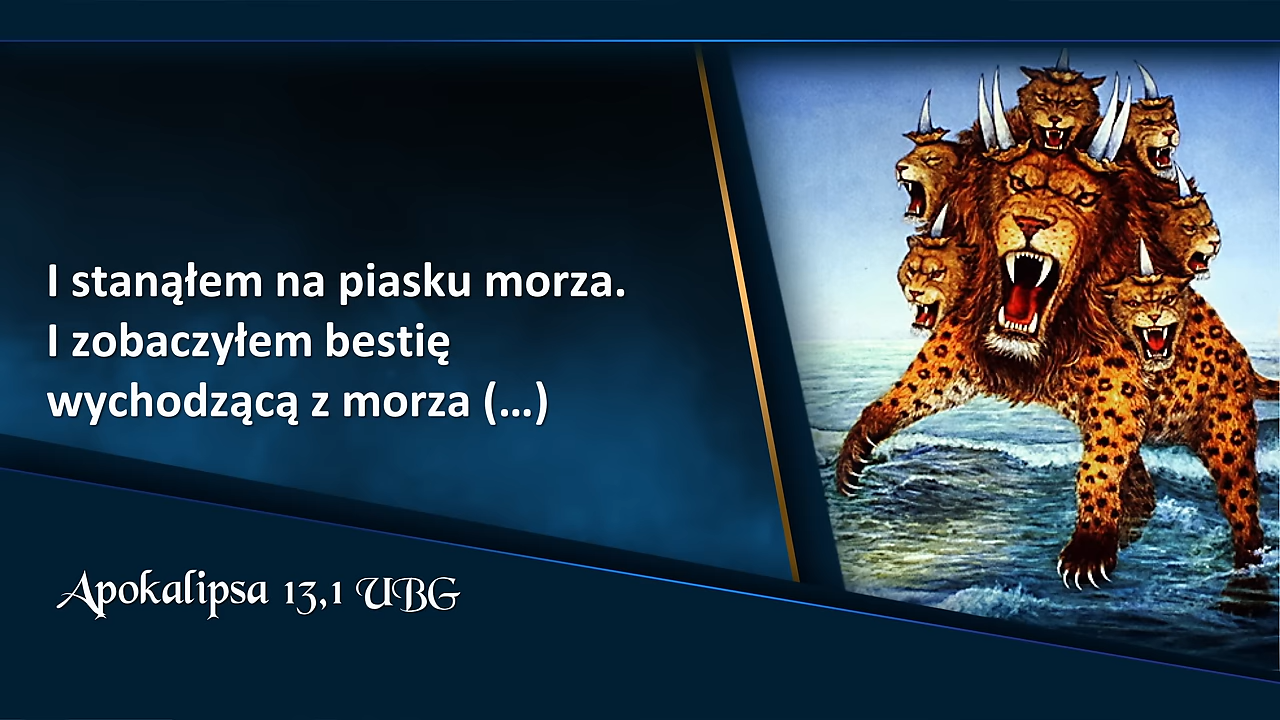 I stanąłem na piasku morza.
I zobaczyłem bestię
wychodzącą z morza (...)
Apokalipsa 13,1 UBG